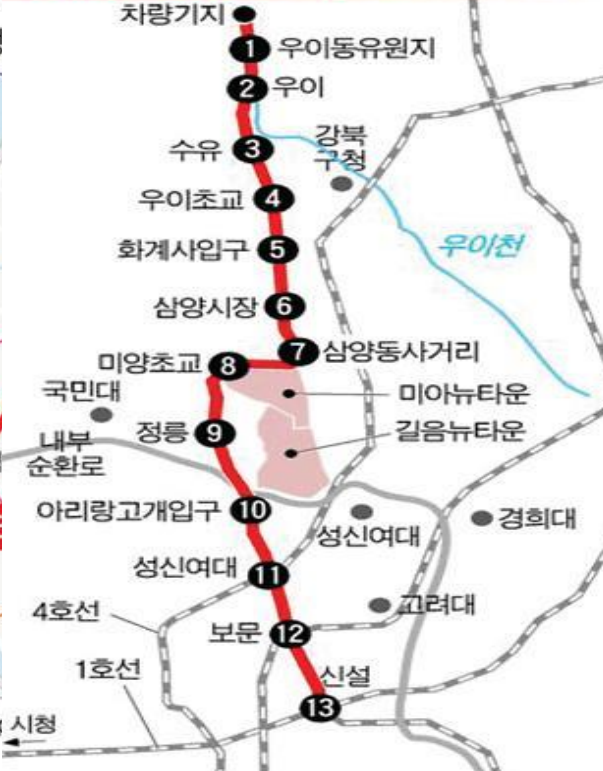 차량기지
1 우이동유원지
2 우이
강북
구청
수유 3
우이초교 4
우이천
화계사입구 5
삼양시장 6
7 삼양동사거리
미양초교 8
국민대
미아뉴타운
정릉 9
길음뉴타운
내부
순환로
아리랑고개입구 10
성신여대
경희대
성신여대 11
4호선
고려대
보문 12
1호선
신설
13
시청